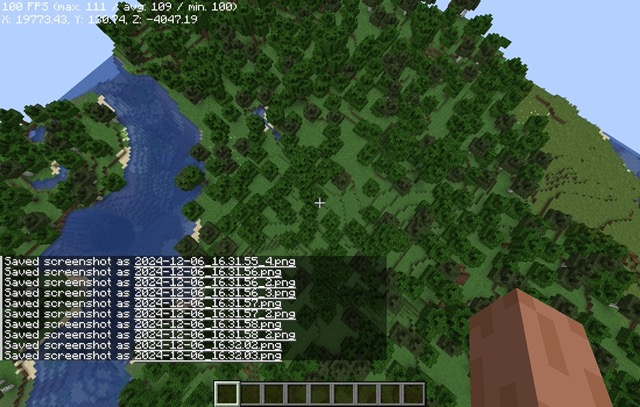 100 FPS (max. 111 / avg. 109 / min. 100)
X: 19773.43, Y: 110.74, Z: -4047.19
Saved screenshot as 2024-12-06_16.31.55_4.png
Saved screenshot as 2024-12-06_16.31.56.png
Saved screenshot as 2024-12-06_16.31.56_2.png
Saved screenshot as 2024-12-06_16.31.56_3.png
Saved screenshot as 2024-12-06_16.31.57.png
Saved screenshot as 2024-12-06_16.31.57_2.png
Saved screenshot as 2024-12-06_16.31.58.png
Saved screenshot as 2024-12-06_16.31.58_2.png
Saved screenshot as 2024-12-06_16.32.02.png
Saved screenshot as 2024-12-06_16.32.03.png